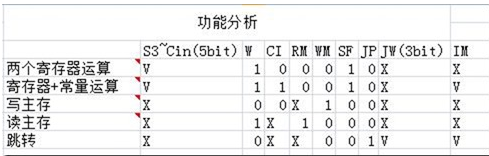 功能分析
S3~Cin(5bit) W CI RM WM SF JP JW(3bit) IM
两个寄存器运算 V 1 0 0 0 1 0 X X
寄存器+常量运算 V 1 1 0 0 1 0 X V
写主存 X 0 0 X 1 0 0 X X
读主存 X 1 X 1 0 0 0 X X
跳转 X 0 X X 0 0 1 V V